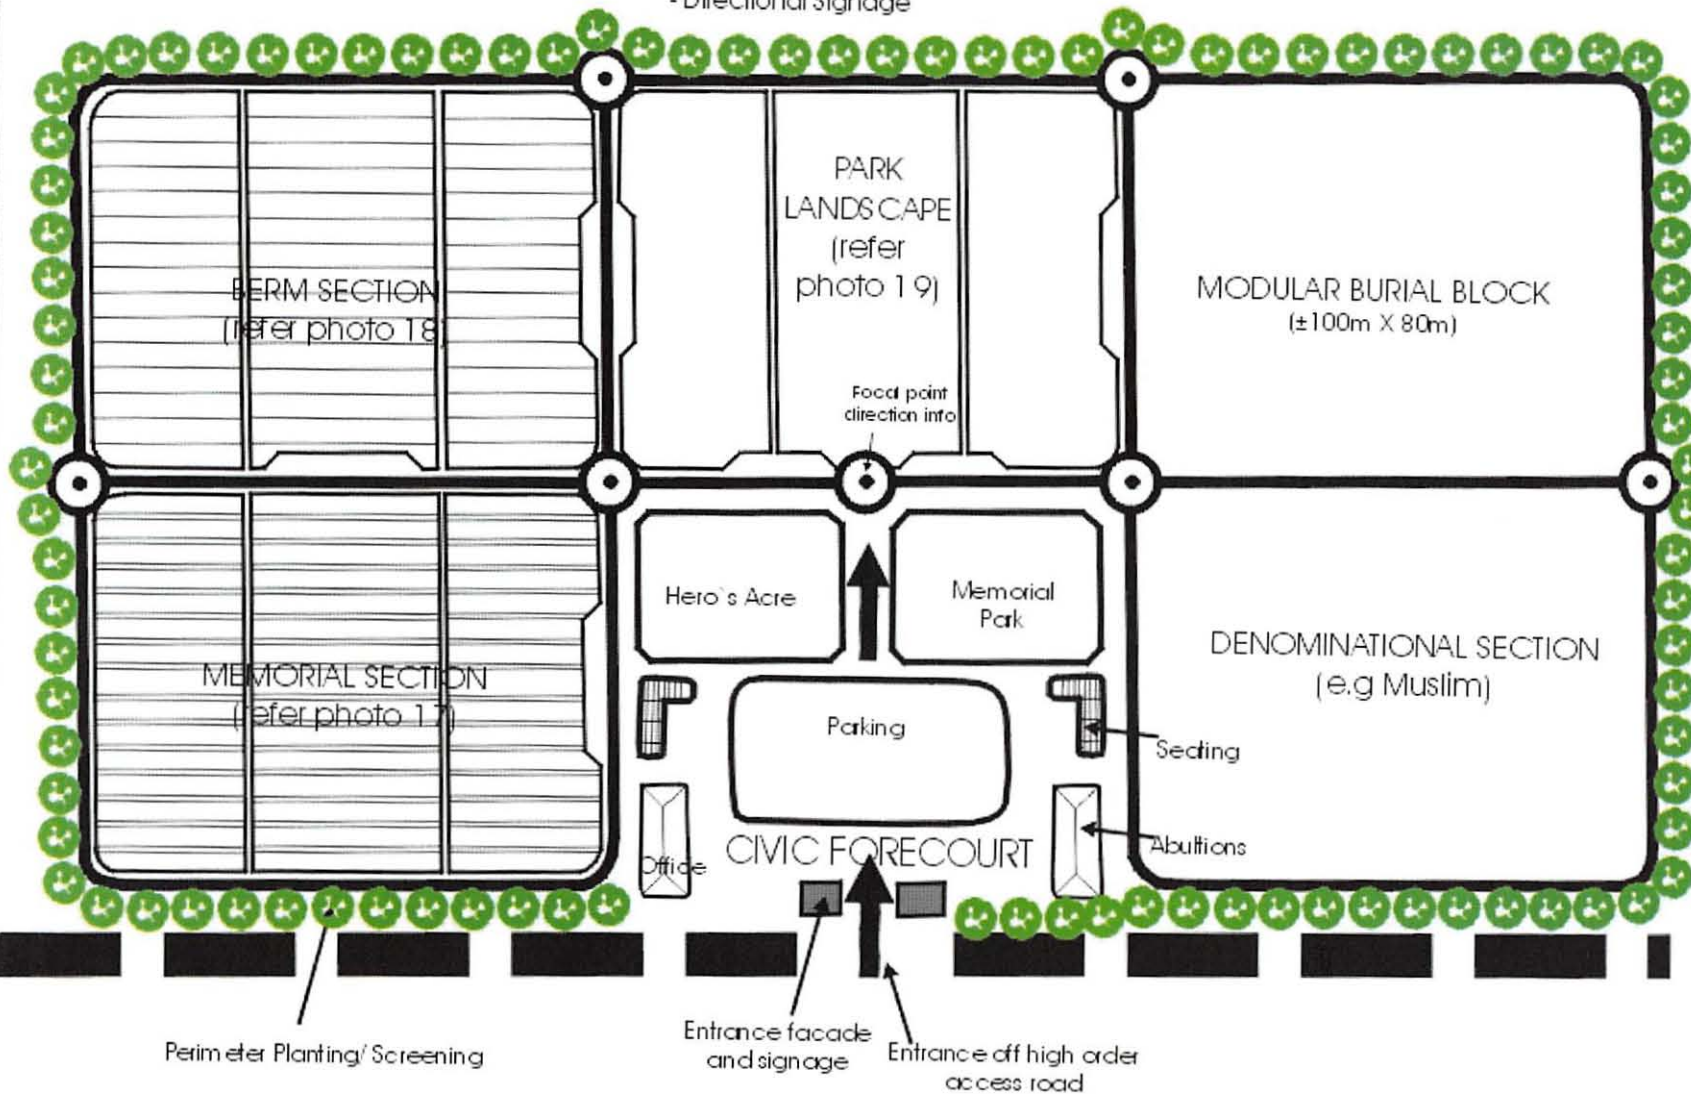 - Directional Signage
PARK
LANDSCAPE
(refer
photo 19)
BERM SECTION
(refer photo 18)
MODULAR BURIAL BLOCK
(±100m X 80m)
Focal point
direction info
Hero`s Acre
Memorial
Park
DENOMINATIONAL SECTION
(e.g Muslim)
MEMORIAL SECTION
(refer photo 17)
Parking
Seating
Office
CIVIC FORECOURT
Abultions
Perimeter Planting/ Screening
Entrance facade
and signage
Entrance off high order
access road